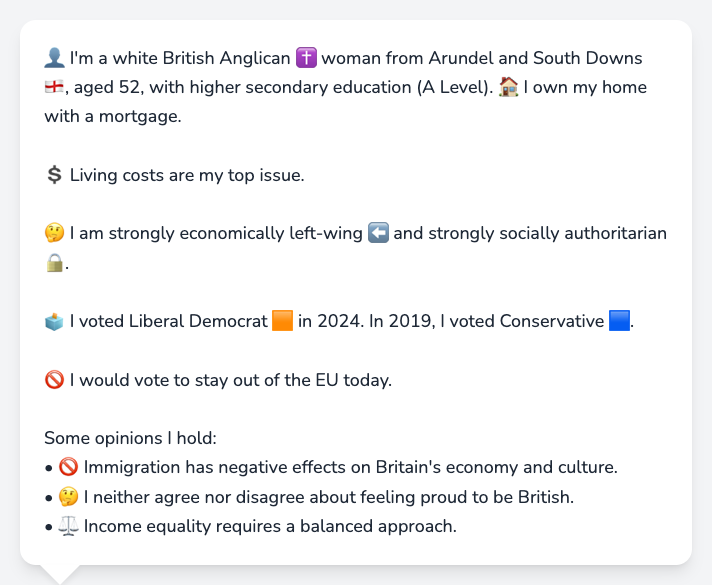 👤 I'm a white British Anglican ✝️ woman from Arundel and South Downs
🏴󠁧󠁢󠁥󠁮󠁧󠁿, aged 52, with higher secondary education (A Level). 🏠 I own my home
with a mortgage.
💲 Living costs are my top issue.
🤔 I am strongly economically left-wing ⬅️ and strongly socially authoritarian
🔒.
🗳️ I voted Liberal Democrat 🟧 in 2024. In 2019, I voted Conservative 🟦.
🚫 I would vote to stay out of the EU today.
Some opinions I hold:
• 🚫 Immigration has negative effects on Britain's economy and culture.
• 🤔 I neither agree nor disagree about feeling proud to be British.
• ⚖️ Income equality requires a balanced approach.